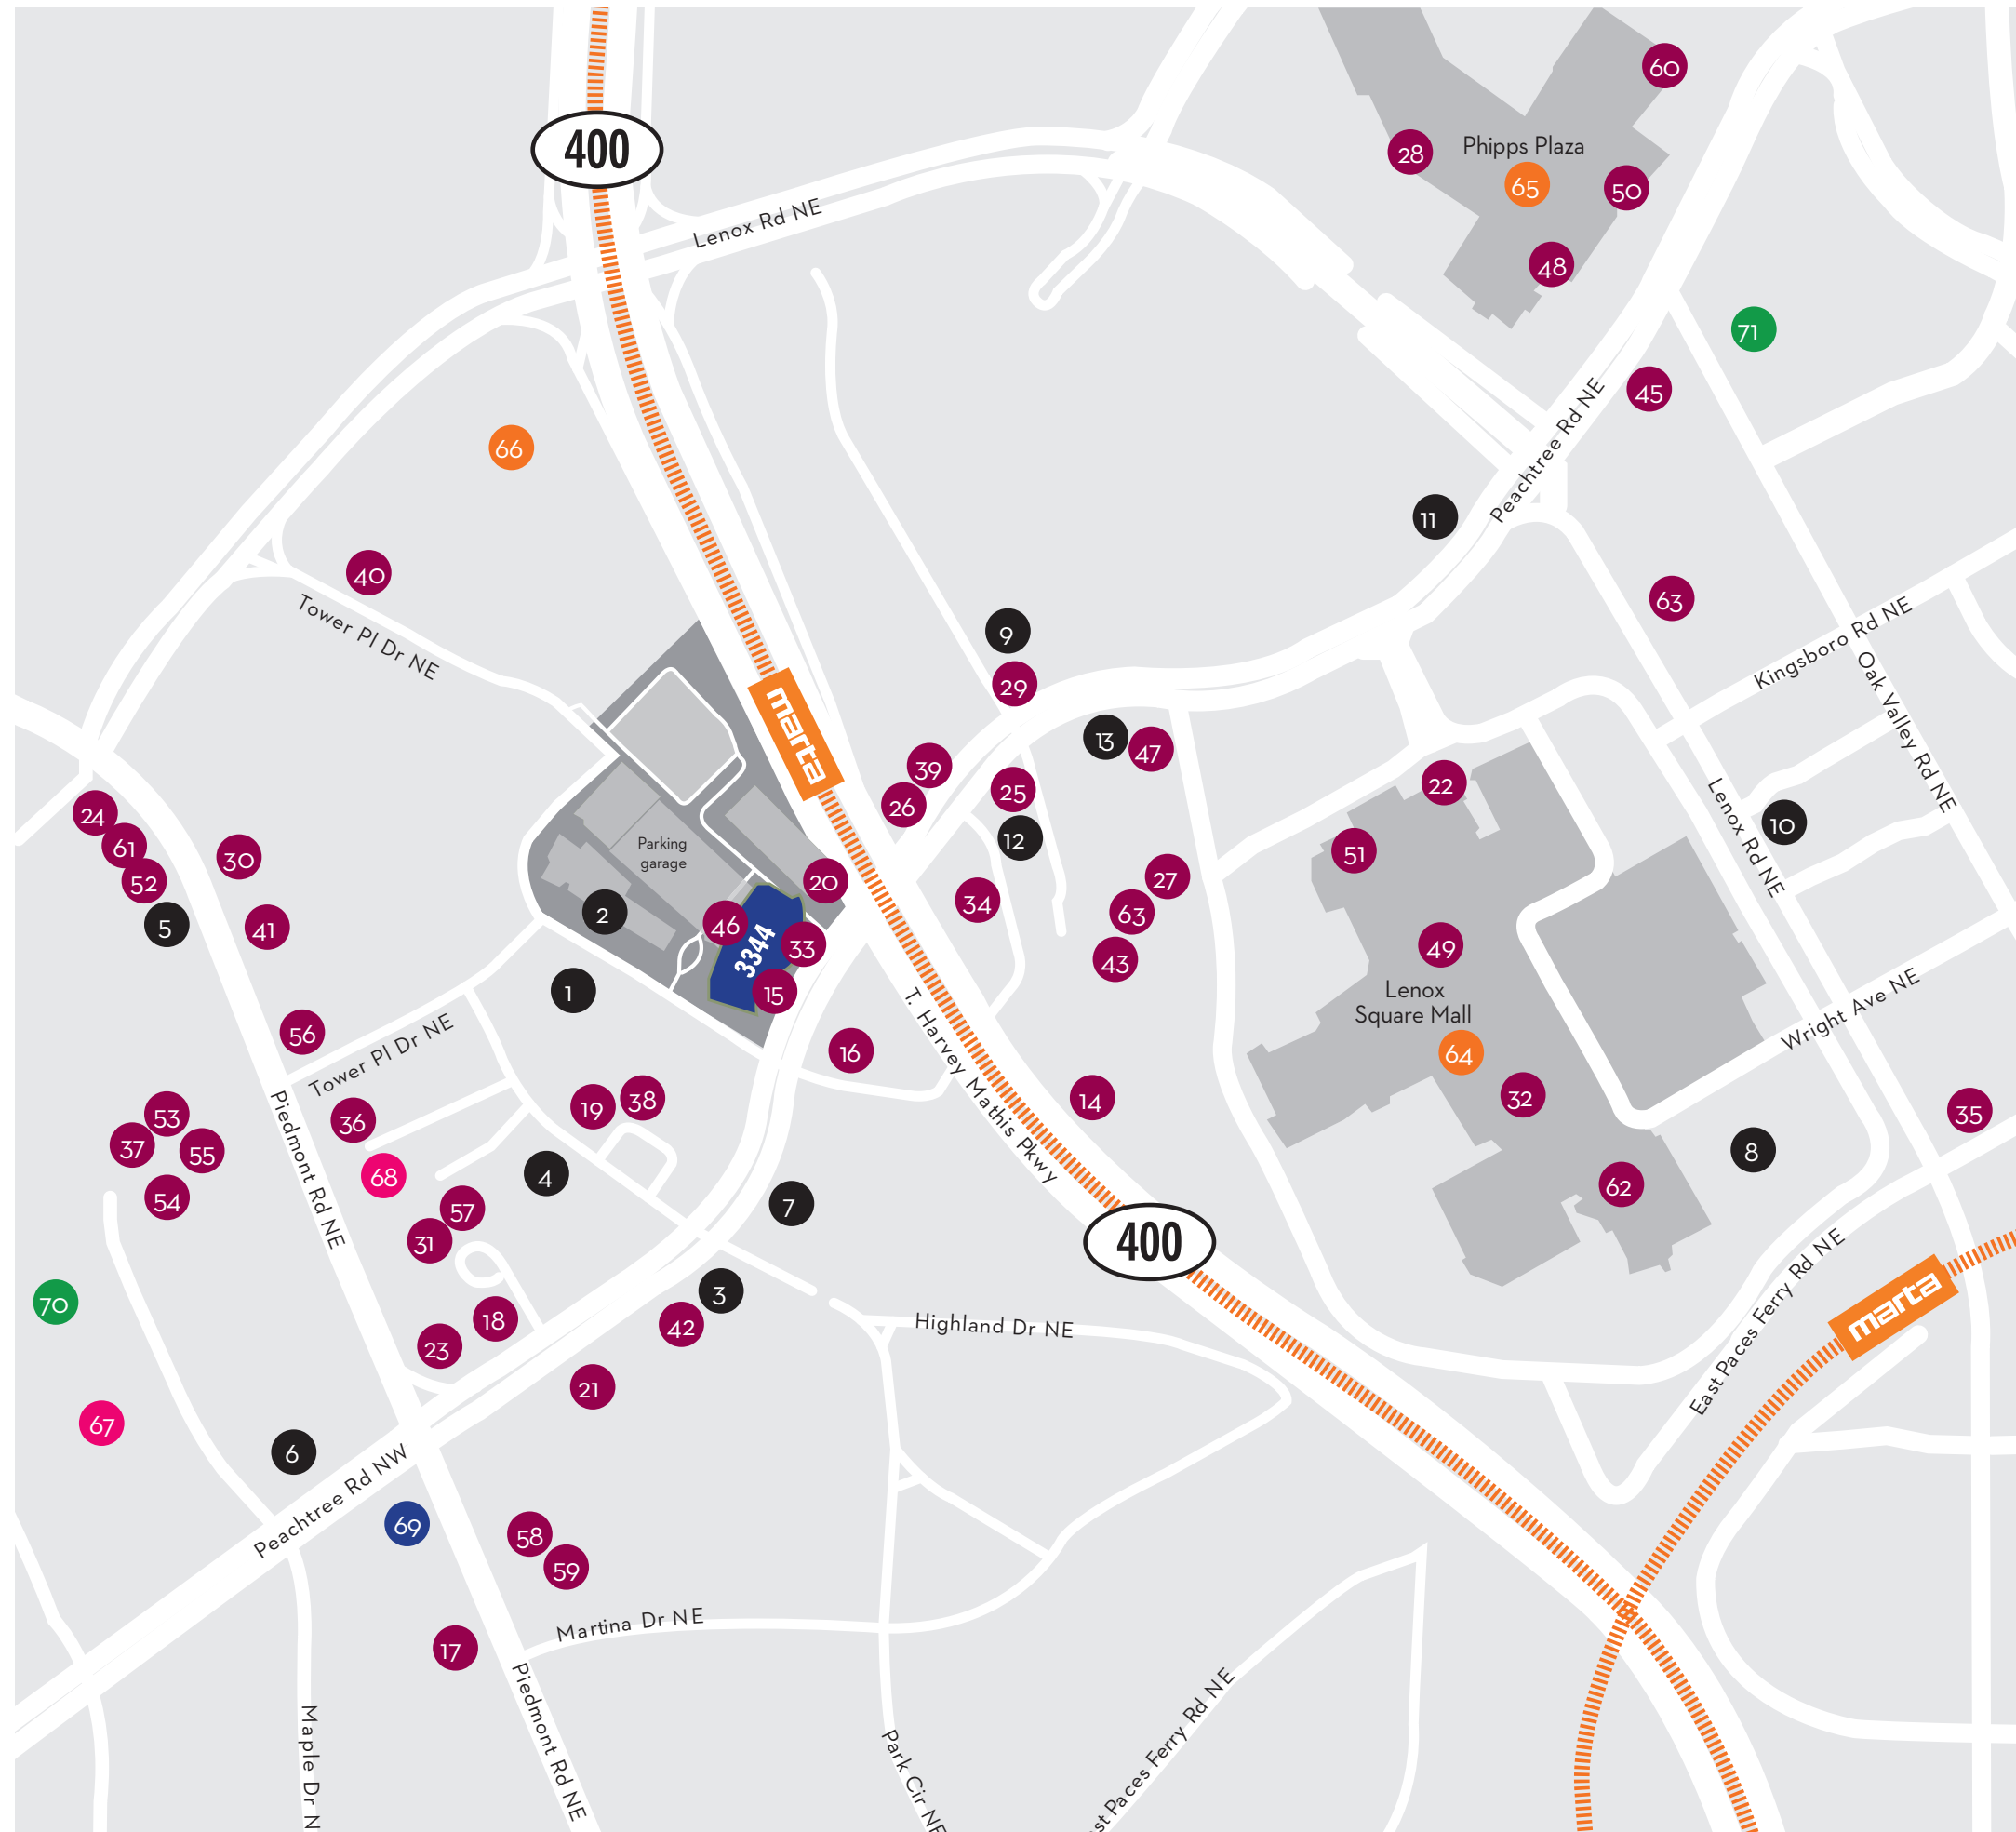 60
400
28
Phipps Plaza
65
50
Lenox Rd NE
48
71
45
Peachtree Rd NE
66
11
40
Tower Pl Dr NE
63
Kingsboro Rd NE
9
29
Oak Valley Rd NE
marta
13
47
39
25
22
26
24
12
10
Lenox Rd NE
61
30
Parking
garage
51
52
20
27
2
34
63
5
41
46
33
3344
43
49
1
15
Lenox
Square Mall
Wright Ave NE
56
16
64
T. Harvey Mathis Pkwy
Tower Pl Dr NE
19
38
14
32
35
53
36
37
55
Piedmont Rd NE
68
4
8
54
57
7
62
31
400
East Paces Ferry Rd NE
70
3
marta
18
42
Highland Dr NE
23
21
67
6
Peachtree Rd NW
69
58
59
Martina Dr NE
17
Piedmont Rd NE
Maple Dr N
Park Cir NE
st Paces Ferry Rd NE